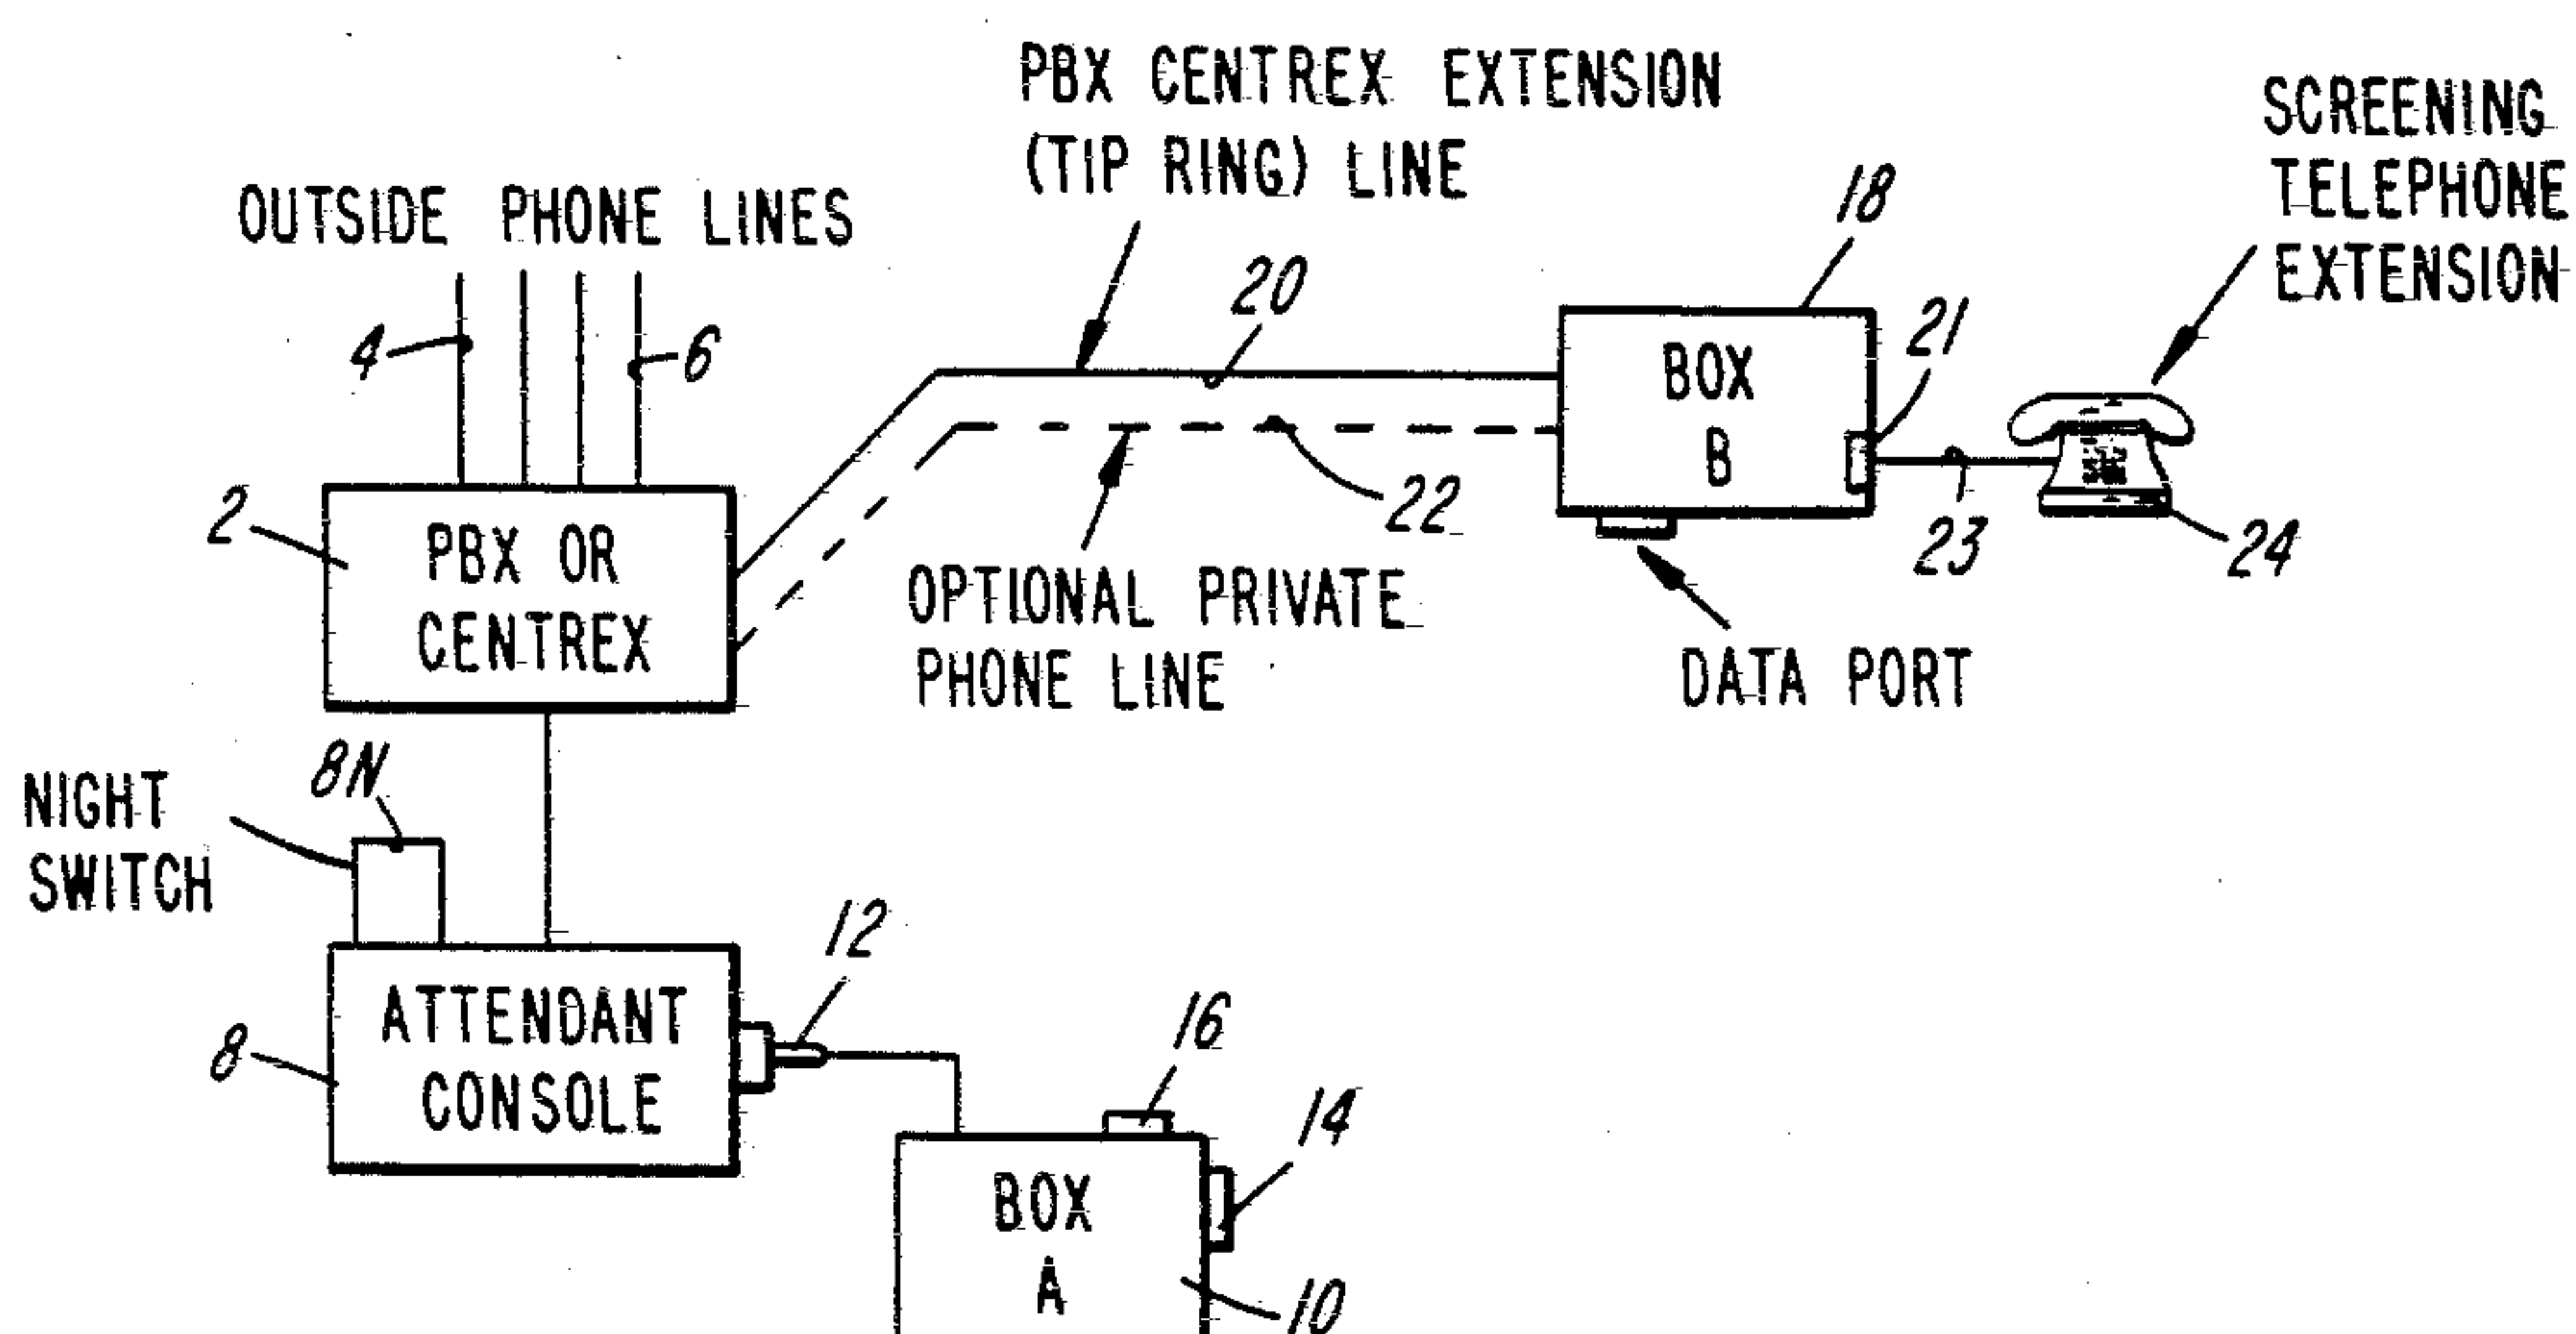 PBX CENTREX EXTENSION
(TIP RING) LINE
SCREENING
TELEPHONE
EXTENSION
OUTSIDE PHONE LINES
18
20
21
4
6
BOX
B
2
PBX OR
CENTREX
22
23
24
OPTIONAL PRIVATE
PHONE LINE
DATA PORT
NIGHT
SWITCH
8N
12
ATTENDANT
CONSOLE
8
16
14
BOX
A
10